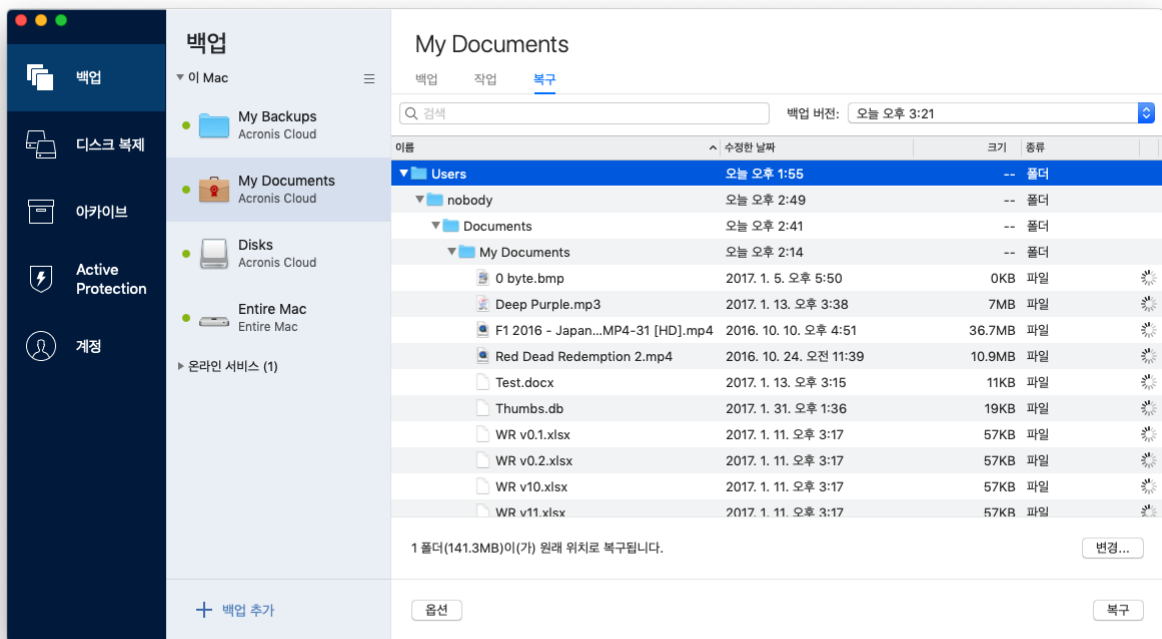 백업
디스크 복제
아카이브
Active
Protection
계정
백업
이 Mac
My Backups
Acronis Cloud
My Documents
Acronis Cloud
Disks
Acronis Cloud
Entire Mac
Entire Mac
온라인 서비스 (1)
백업 추가
My Documents
백업 작업 복구
검색 백업 버전: 오늘 오후 3:21
이름 수정한 날짜 크기 종류
Users 오늘 오후 1:55 -- 폴더
nobody 오늘 오후 2:49 -- 폴더
Documents 오늘 오후 2:41 -- 폴더
My Documents 오늘 오후 2:14 -- 폴더
0 byte.bmp 2017. 1. 5. 오후 5:50 0KB 파일
Deep Purple.mp3 2017. 1. 13. 오후 3:38 7MB 파일
F1 2016 - Japan...MP4-31 [HD].mp4 2016. 10. 10. 오후 4:51 36.7MB 파일
Red Dead Redemption 2.mp4 2016. 10. 24. 오전 11:39 10.9MB 파일
Test.docx 2017. 1. 13. 오후 3:15 11KB 파일
Thumbs.db 2017. 1. 31. 오후 1:36 19KB 파일
WR v0.1.xlsx 2017. 1. 11. 오후 3:17 57KB 파일
WR v0.2.xlsx 2017. 1. 11. 오후 3:17 57KB 파일
WR v10.xlsx 2017. 1. 11. 오후 3:17 57KB 파일
WR v11.xlsx 2017. 1. 11. 오후 3:17 57KB 파일
1 폴더(141.3MB)이(가) 원래 위치로 복구됩니다. 변경...
옵션 복구